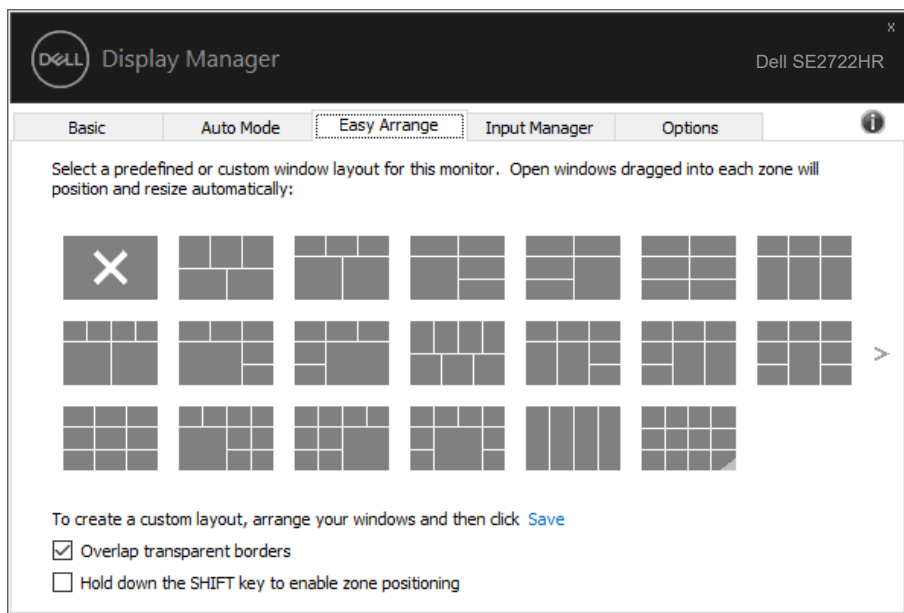 x
DELL Display Manager
Dell SE2722HR
Basic Auto Mode Easy Arrange Input Manager Options
Select a predefined or custom window layout for this monitor. Open windows dragged into each zone will
position and resize automatically:
>
To create a custom layout, arrange your windows and then click Save
Overlap transparent borders
Hold down the SHIFT key to enable zone positioning